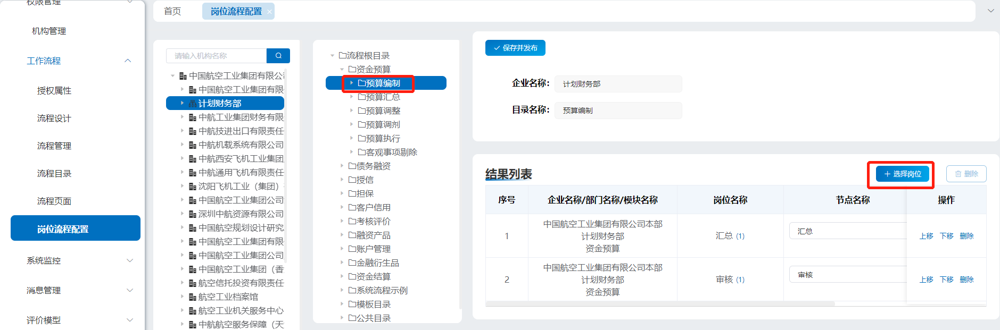 权限管理
机构管理
工作流程
授权属性
流程设计
流程管理
流程目录
流程页面
岗位流程配置
系统监控
消息管理
评价模型
首页
岗位流程配置
请输入机构名称
中国航空工业集团有限公
中国航空工业集团有限
计划财务部
中航工业集团财务有限
中航技进出口有限责任
中航机载系统有限公司
中航西安飞机工业集团
中航通用飞机有限责任
沈阳飞机工业（集团）
中国航空工业集团公司
深圳中航资源有限公司
中国航空规划设计研究
中国航空工业集团有限
中国航空工业集团公司
中国航空工业集团（香
航空信托投资有限责任
航空工业档案馆
航空工业机关服务中心
中航航空服务保障（天
流程根目录
资金预算
预算编制
预算汇总
预算调整
预算调剂
预算执行
客观事项剔除
债务融资
授信
担保
客户信用
考核评价
融资产品
账户管理
金融衍生品
资金结算
系统流程示例
模板目录
公共目录
保存并发布
企业名称： 计划财务部
目录名称： 预算编制
结果列表
+ 选择岗位 删除
序号 企业名称/部门名称/模块名称 岗位名称 节点名称 操作
中国航空工业集团有限公司本部
1 计划财务部 汇总 (1) 汇总 上移 下移 删除
资金预算
中国航空工业集团有限公司本部
2 计划财务部 审核 (1) 审核 上移 下移 删除
资金预算